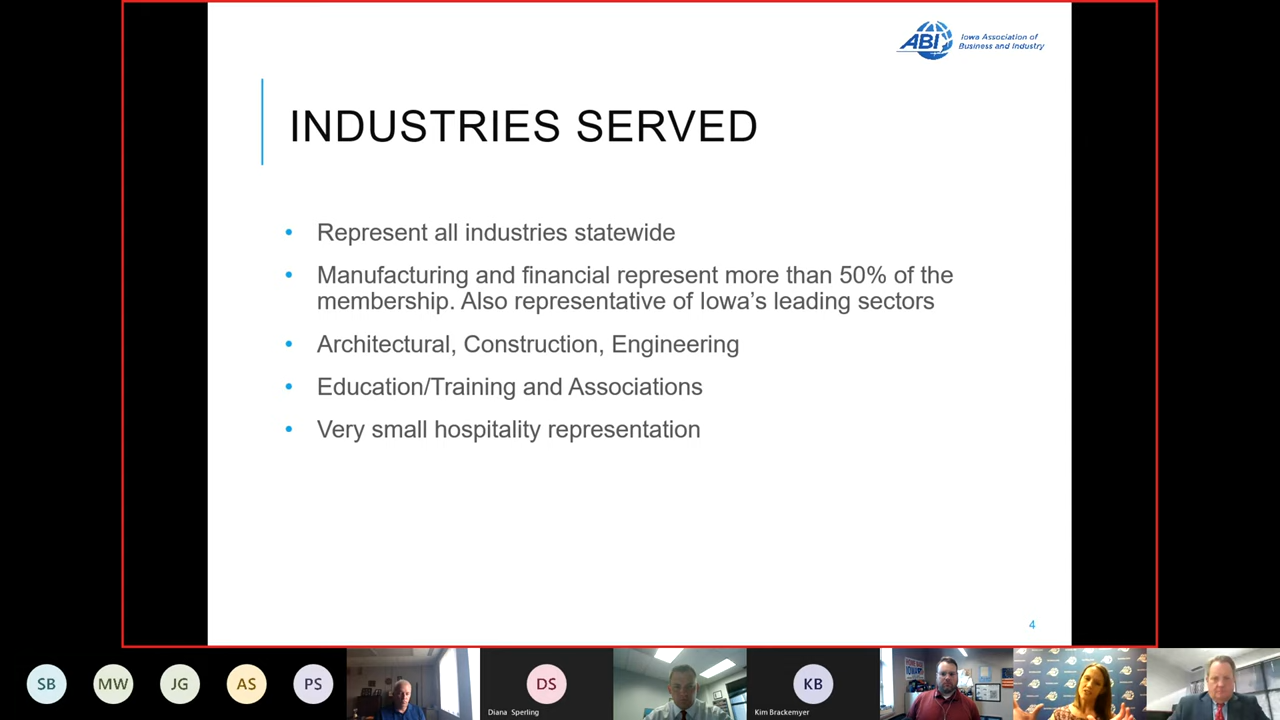 ABI
Iowa Association of
Business and Industry
INDUSTRIES SERVED
• Represent all industries statewide
• Manufacturing and financial represent more than 50% of the
membership. Also representative of Iowa’s leading sectors
• Architectural, Construction, Engineering
• Education/Training and Associations
• Very small hospitality representation
4
SB
MW
JG
AS
PS
DS
Diana Sperling
KB
Kim Brackemyer